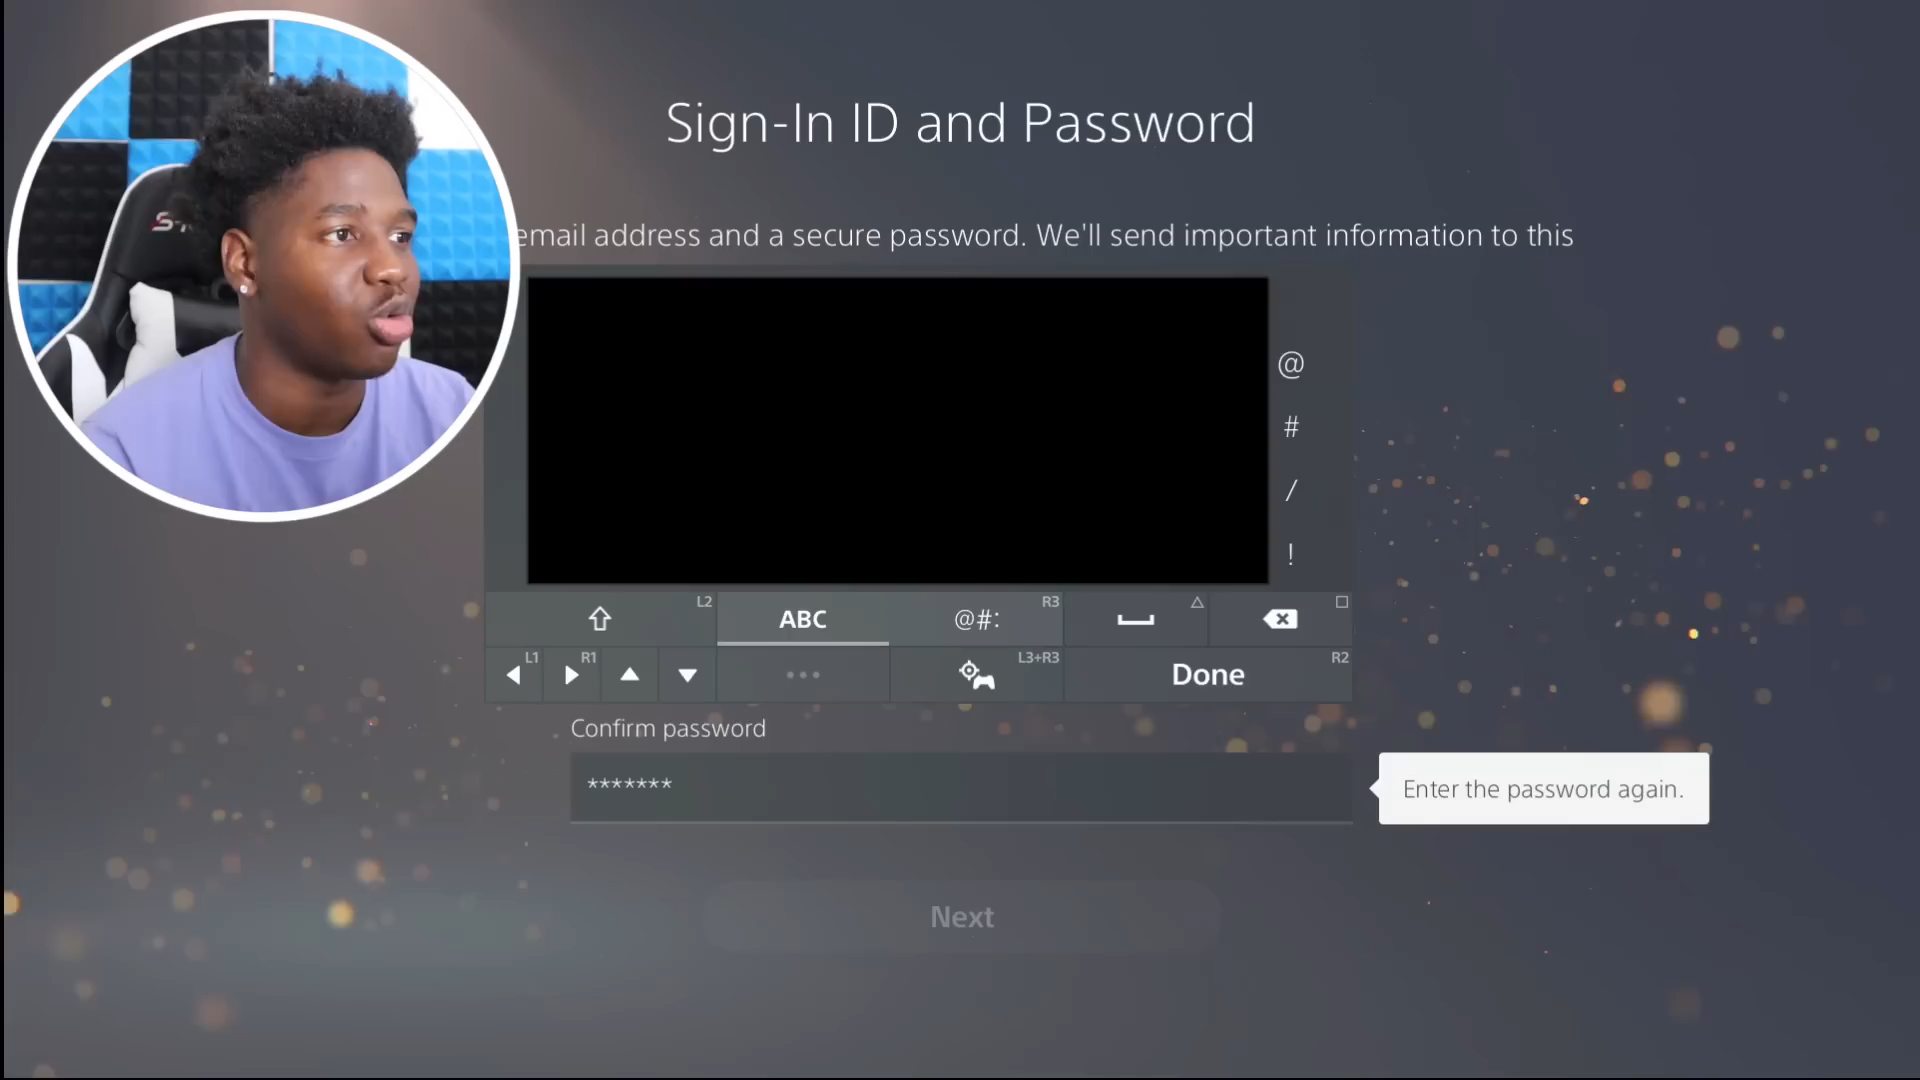 Sign-In ID and Password
email address and a secure password. We'll send important information to this
@
#
/
!
L2
ABC
@#: R3
L1 R1
... L3+R3
Done R2
Confirm password
*******
Enter the password again.
Next